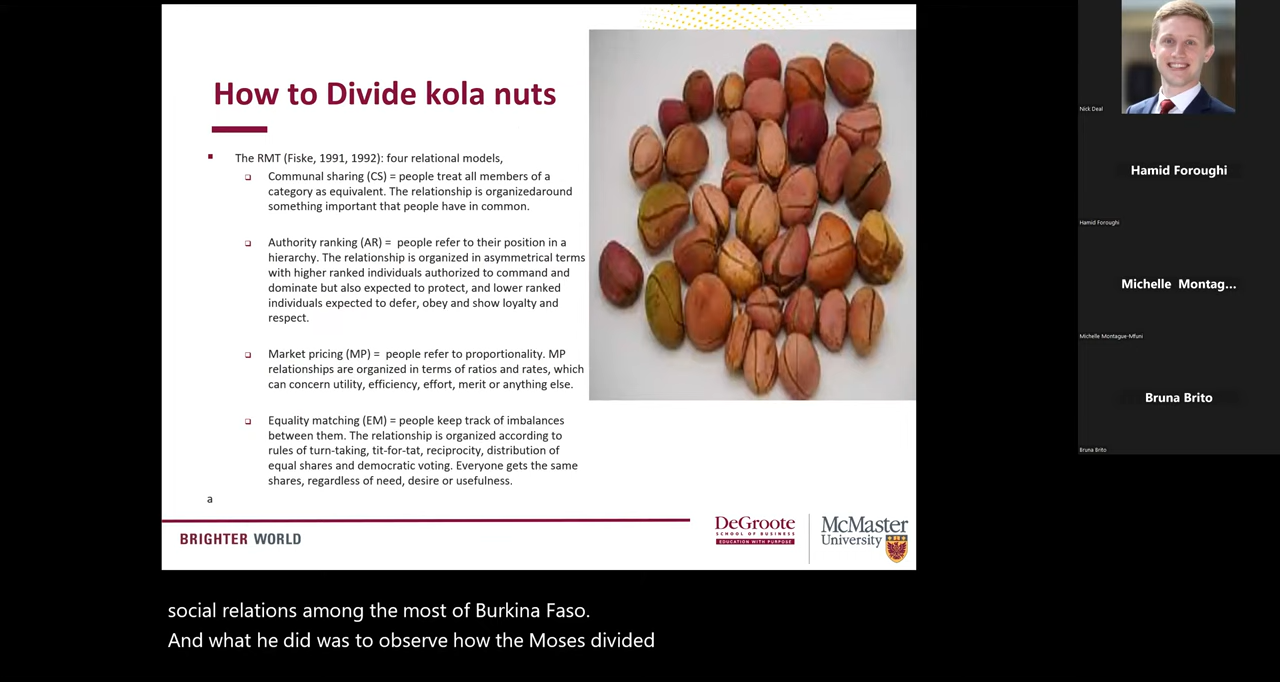 How to Divide kola nuts
The RMT (Fiske, 1991, 1992): four relational models,
Communal sharing (CS) = people treat all members of a
category as equivalent. The relationship is organizedaround
something important that people have in common.
Authority ranking (AR) =  people refer to their position in a
hierarchy. The relationship is organized in asymmetrical terms
with higher ranked individuals authorized to command and
dominate but also expected to protect, and lower ranked
individuals expected to defer, obey and show loyalty and
respect.
Market pricing (MP) =  people refer to proportionality. MP
relationships are organized in terms of ratios and rates, which
can concern utility, efficiency, effort, merit or anything else.
Equality matching (EM) = people keep track of imbalances
between them. The relationship is organized according to
rules of turn-taking, tit-for-tat, reciprocity, distribution of
equal shares and democratic voting. Everyone gets the same
shares, regardless of need, desire or usefulness.
a
BRIGHTER WORLD
DeGroote
SCHOOL OF BUSINESS
EDUCATION WITH PURPOSE
McMaster
University
social relations among the most of Burkina Faso.
And what he did was to observe how the Moses divided
Nick Deal
Hamid Foroughi
Hamid Foroughi
Michelle  Montag...
Michelle Montague-Mfuni
Bruna Brito
Bruna Brito